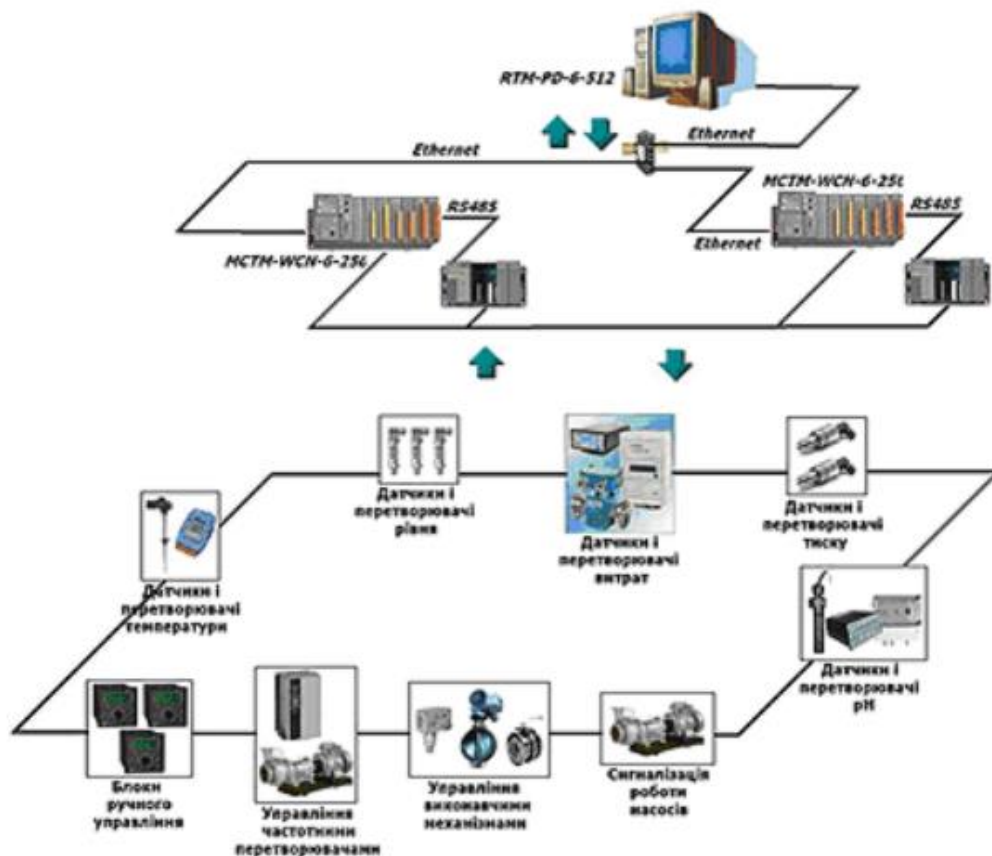 RTM-PD-6-512
Ethernet
Ethernet
MCTM-WCN-6-256
RS485
RS485
Ethernet
MCTM-WCN-6-256
Датчики і
перетворювачі
рівня
Датчики і
перетворювачі
витрат
Датчики і
перетворювачі
тиску
Датчики і
перетворювачі
температури
Датчики і
перетворювачі
pH
Блоки
ручного
управління
Управління
частотними
перетворювачами
Управління
виконавчими
механізмами
Сигналізація
роботи
насосів